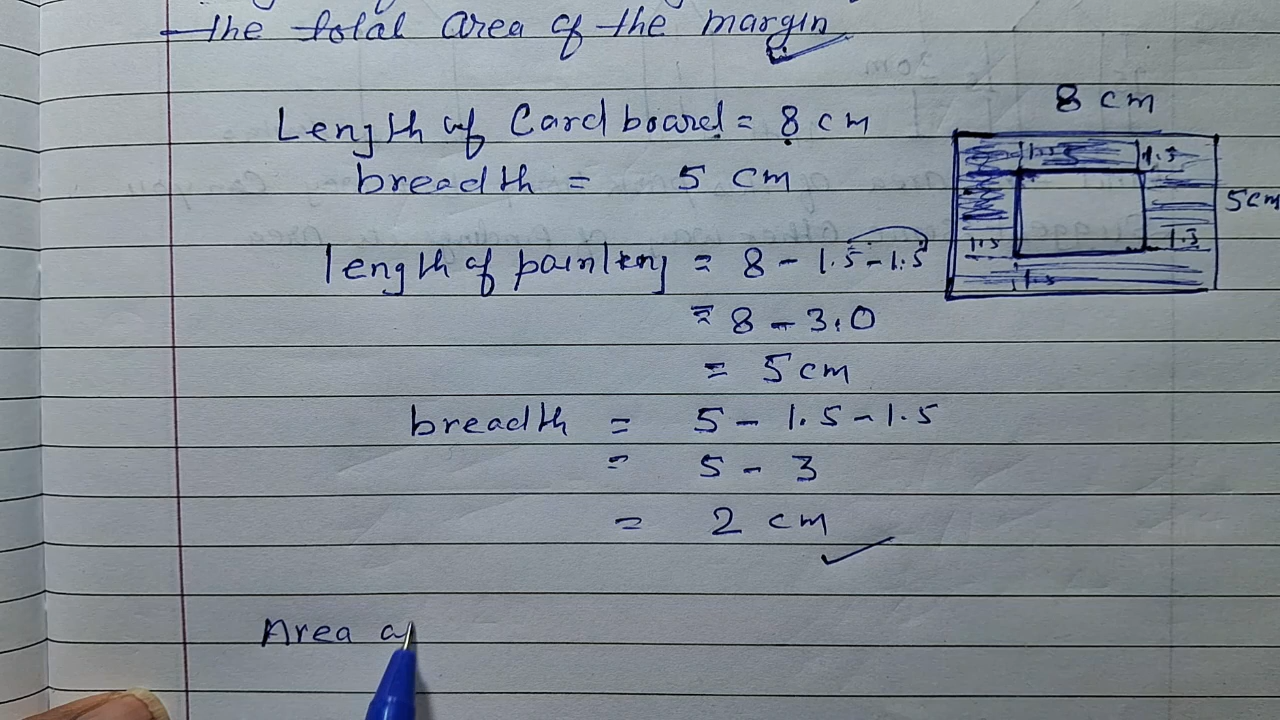 the total area of the margin
Length of Card board = 8 cm
breadth = 5 cm
length of painting = 8 - 1.5 - 1.5
= 8 - 3.0
= 5 cm
breadth = 5 - 1.5 - 1.5
= 5 - 3
= 2 cm
Area o
8 cm
1.5 1.5
5 cm
1.5 1.5
1.5